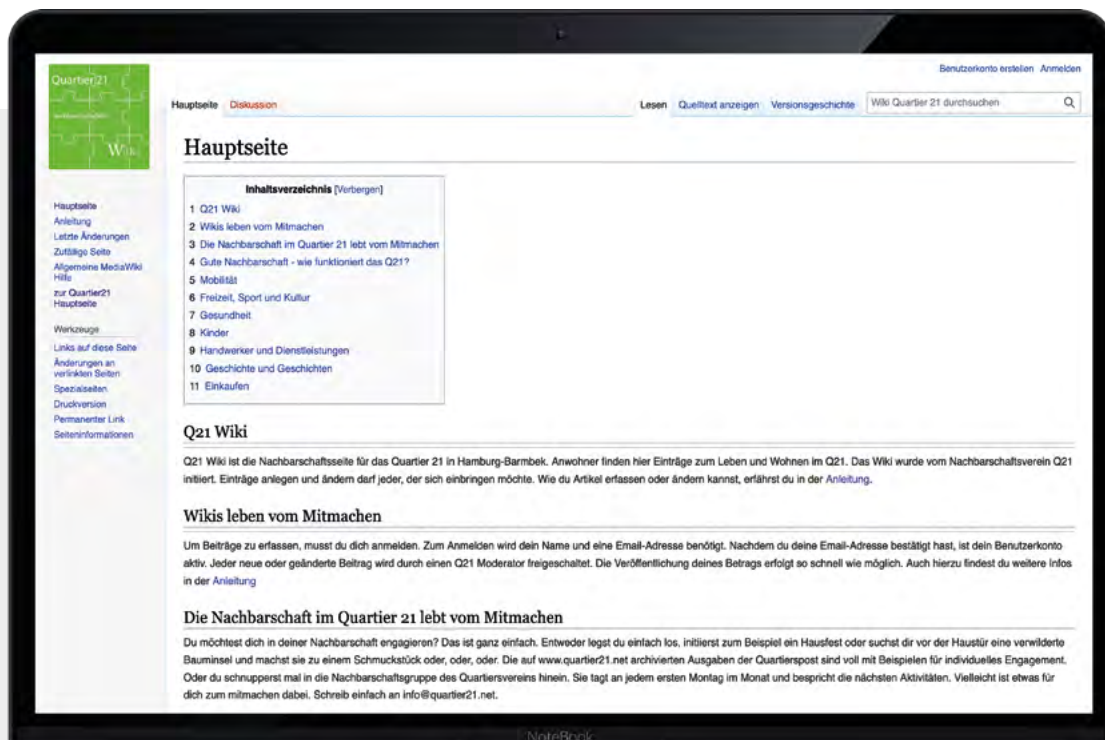 Quartier 21
Wiki
Benutzerkonto erstellen Anmelden
Hauptseite Diskussion Lesen Quelltext anzeigen Versionsgeschichte Wiki Quartier 21 durchsuchen
Hauptseite
Inhaltsverzeichnis [Verbergen]
1 Q21 Wiki
2 Wikis leben vom Mitmachen
3 Die Nachbarschaft im Quartier 21 lebt vom Mitmachen
4 Gute Nachbarschaft - wie funktioniert das Q21?
5 Mobilität
6 Freizeit, Sport und Kultur
7 Gesundheit
8 Kinder
9 Handwerker und Dienstleistungen
10 Geschichte und Geschichten
11 Einkaufen
Hauptseite
Anleitung
Letzte Änderungen
Zufällige Seite
Allgemeine MediaWiki
Hilfe
zur Quartier21
Hauptseite
Werkzeuge
Links auf diese Seite
Änderungen an
verlinkten Seiten
Spezialseiten
Druckversion
Permanenter Link
Seiteninformationen
Q21 Wiki
Q21 Wiki ist die Nachbarschaftsseite für das Quartier 21 in Hamburg-Barmbek. Anwohner finden hier Einträge zum Leben und Wohnen im Q21. Das Wiki wurde vom Nachbarschaftsverein Q21
initiiert. Einträge anlegen und ändern darf jeder, der sich einbringen möchte. Wie du Artikel erfassen oder ändern kannst, erfährst du in der Anleitung.
Wikis leben vom Mitmachen
Um Beiträge zu erfassen, musst du dich anmelden. Zum Anmelden wird dein Name und eine Email-Adresse benötigt. Nachdem du deine Email-Adresse bestätigt hast, ist dein Benutzerkonto
aktiv. Jeder neue oder geänderte Beitrag wird durch einen Q21 Moderator freigeschaltet. Die Veröffentlichung deines Betrags erfolgt so schnell wie möglich. Auch hierzu findest du weitere Infos
in der Anleitung
Die Nachbarschaft im Quartier 21 lebt vom Mitmachen
Du möchtest dich in deiner Nachbarschaft engagieren? Das ist ganz einfach. Entweder legst du einfach los, initiierst zum Beispiel ein Hausfest oder suchst dir vor der Haustür eine verwilderte
Bauminsel und machst sie zu einem Schmuckstück oder, oder, oder. Die auf www.quartier21.net archivierten Ausgaben der Quartierspost sind voll mit Beispielen für individuelles Engagement.
Oder du schnupperst mal in die Nachbarschaftsgruppe des Quartiersvereins hinein. Sie tagt an jedem ersten Montag im Monat und bespricht die nächsten Aktivitäten. Vielleicht ist etwas für
dich zum mitmachen dabei. Schreib einfach an info@quartier21.net.
NoteBook